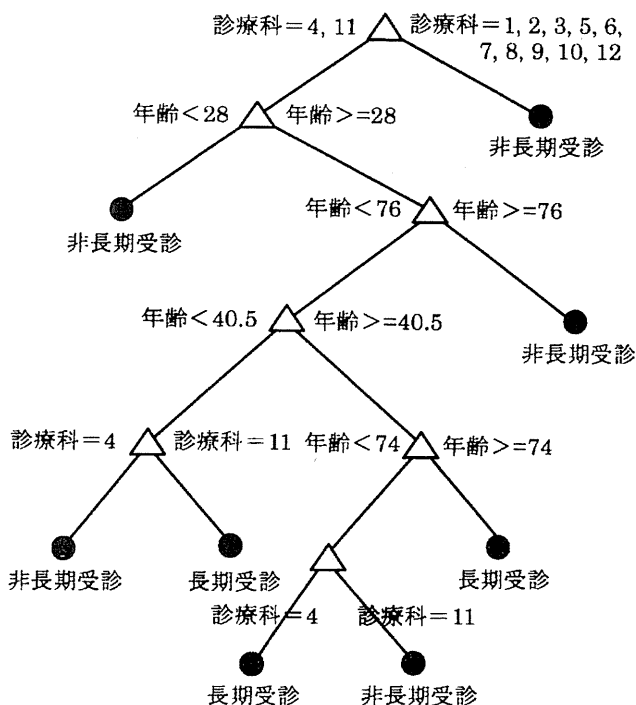 診療科=4, 11
診療科=1, 2, 3, 5, 6,
7, 8, 9, 10, 12
年齢<28
年齢>=28
非長期受診
非長期受診
年齢<76
年齢>=76
年齢<40.5
年齢>=40.5
非長期受診
診療科=4
診療科=11
年齢<74
年齢>=74
非長期受診
長期受診
長期受診
診療科=4
診療科=11
長期受診
非長期受診